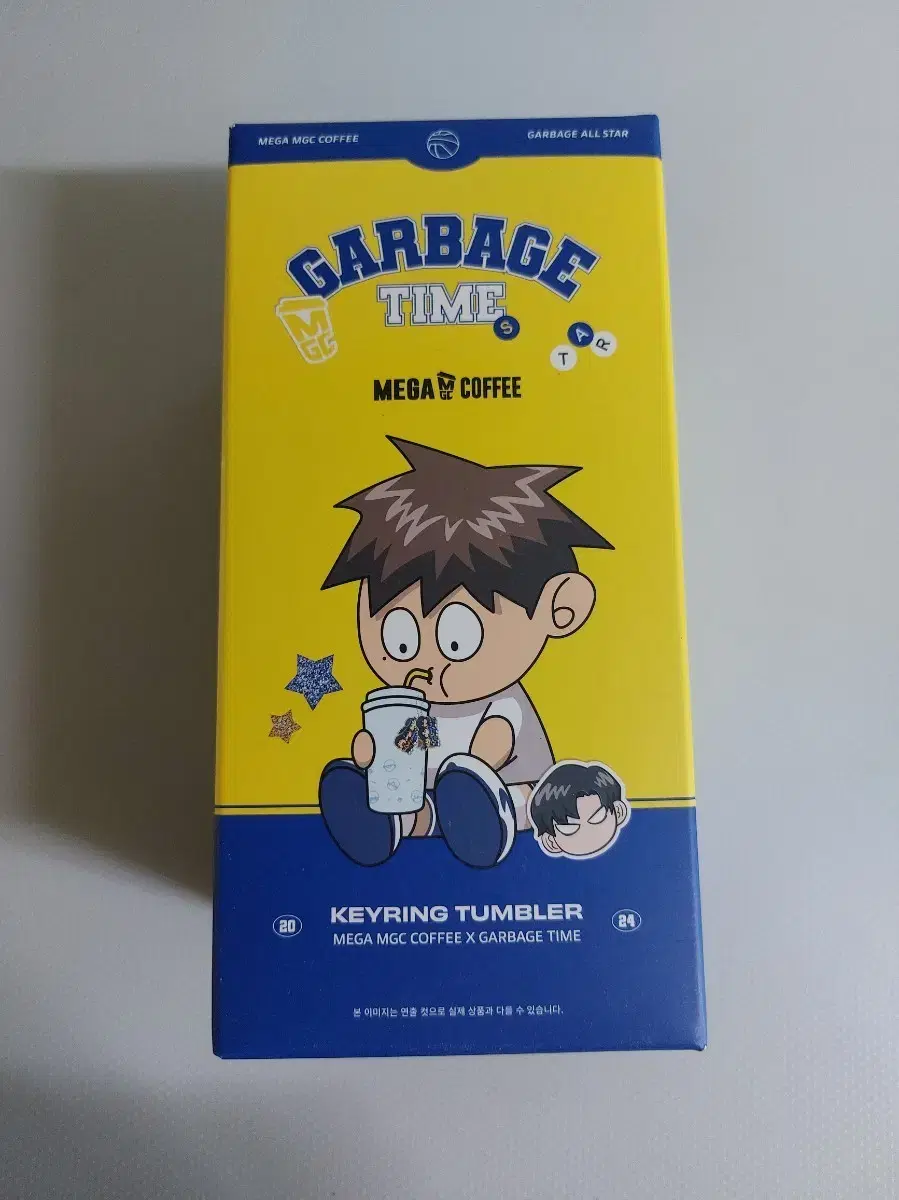 MEGA MGC COFFEE
GARBAGE ALL STAR
GARBAGE
TIME
S
T A R
M
GC
MEGA MGC COFFEE
KEYRING TUMBLER
20
24
MEGA MGC COFFEE X GARBAGE TIME
본 이미지는 연출 컷으로 실제 상품과 다를 수 있습니다.